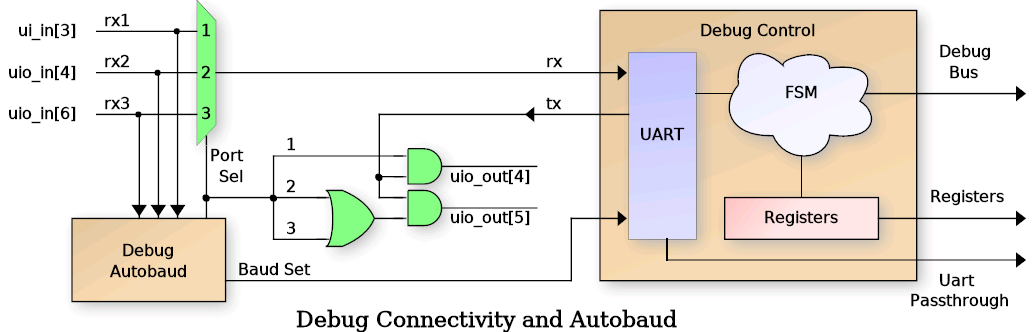 ui_in[3]
rx1
1
uio_in[4]
rx2
2
uio_in[6]
rx3
3
rx
tx
Port
Sel
1
2
3
uio_out[4]
uio_out[5]
Debug
Autobaud
Baud Set
Debug Control
UART
FSM
Registers
Debug
Bus
Registers
Uart
Passthrough
Debug Connectivity and Autobaud